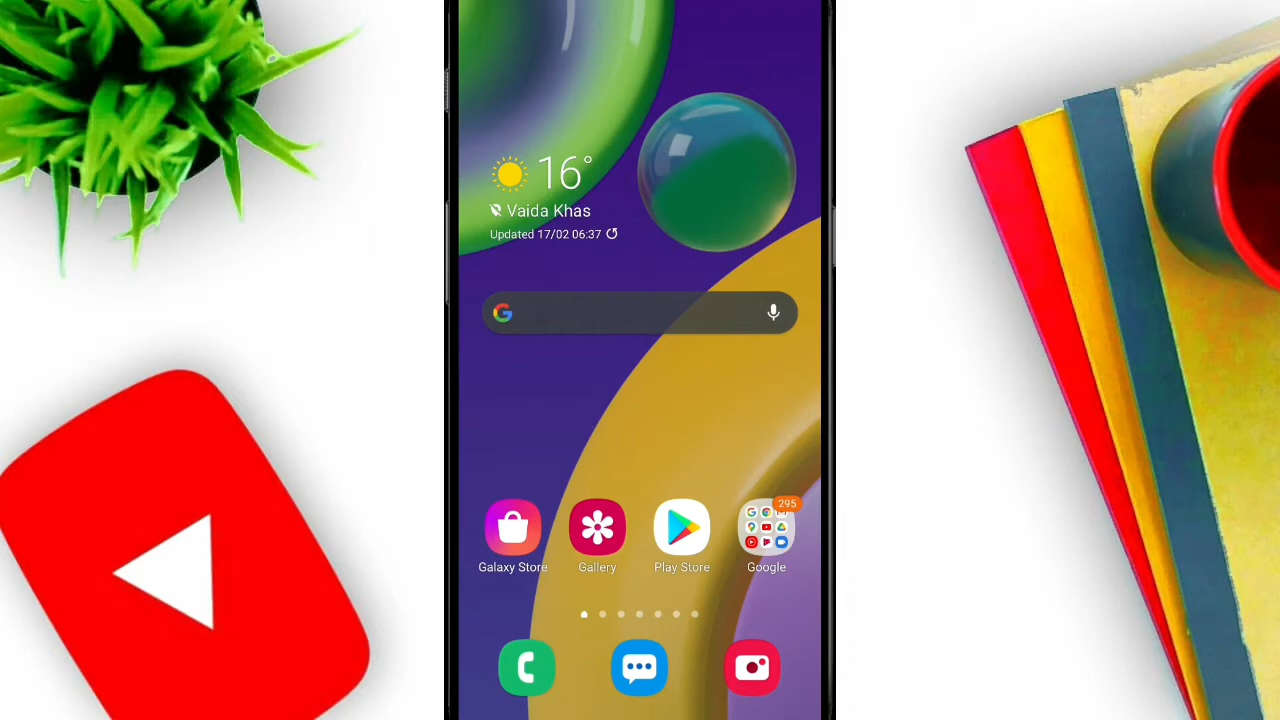 16°
Vaida Khas
Updated 17/02 06:37
G
295
Galaxy Store
Gallery
Play Store
Google